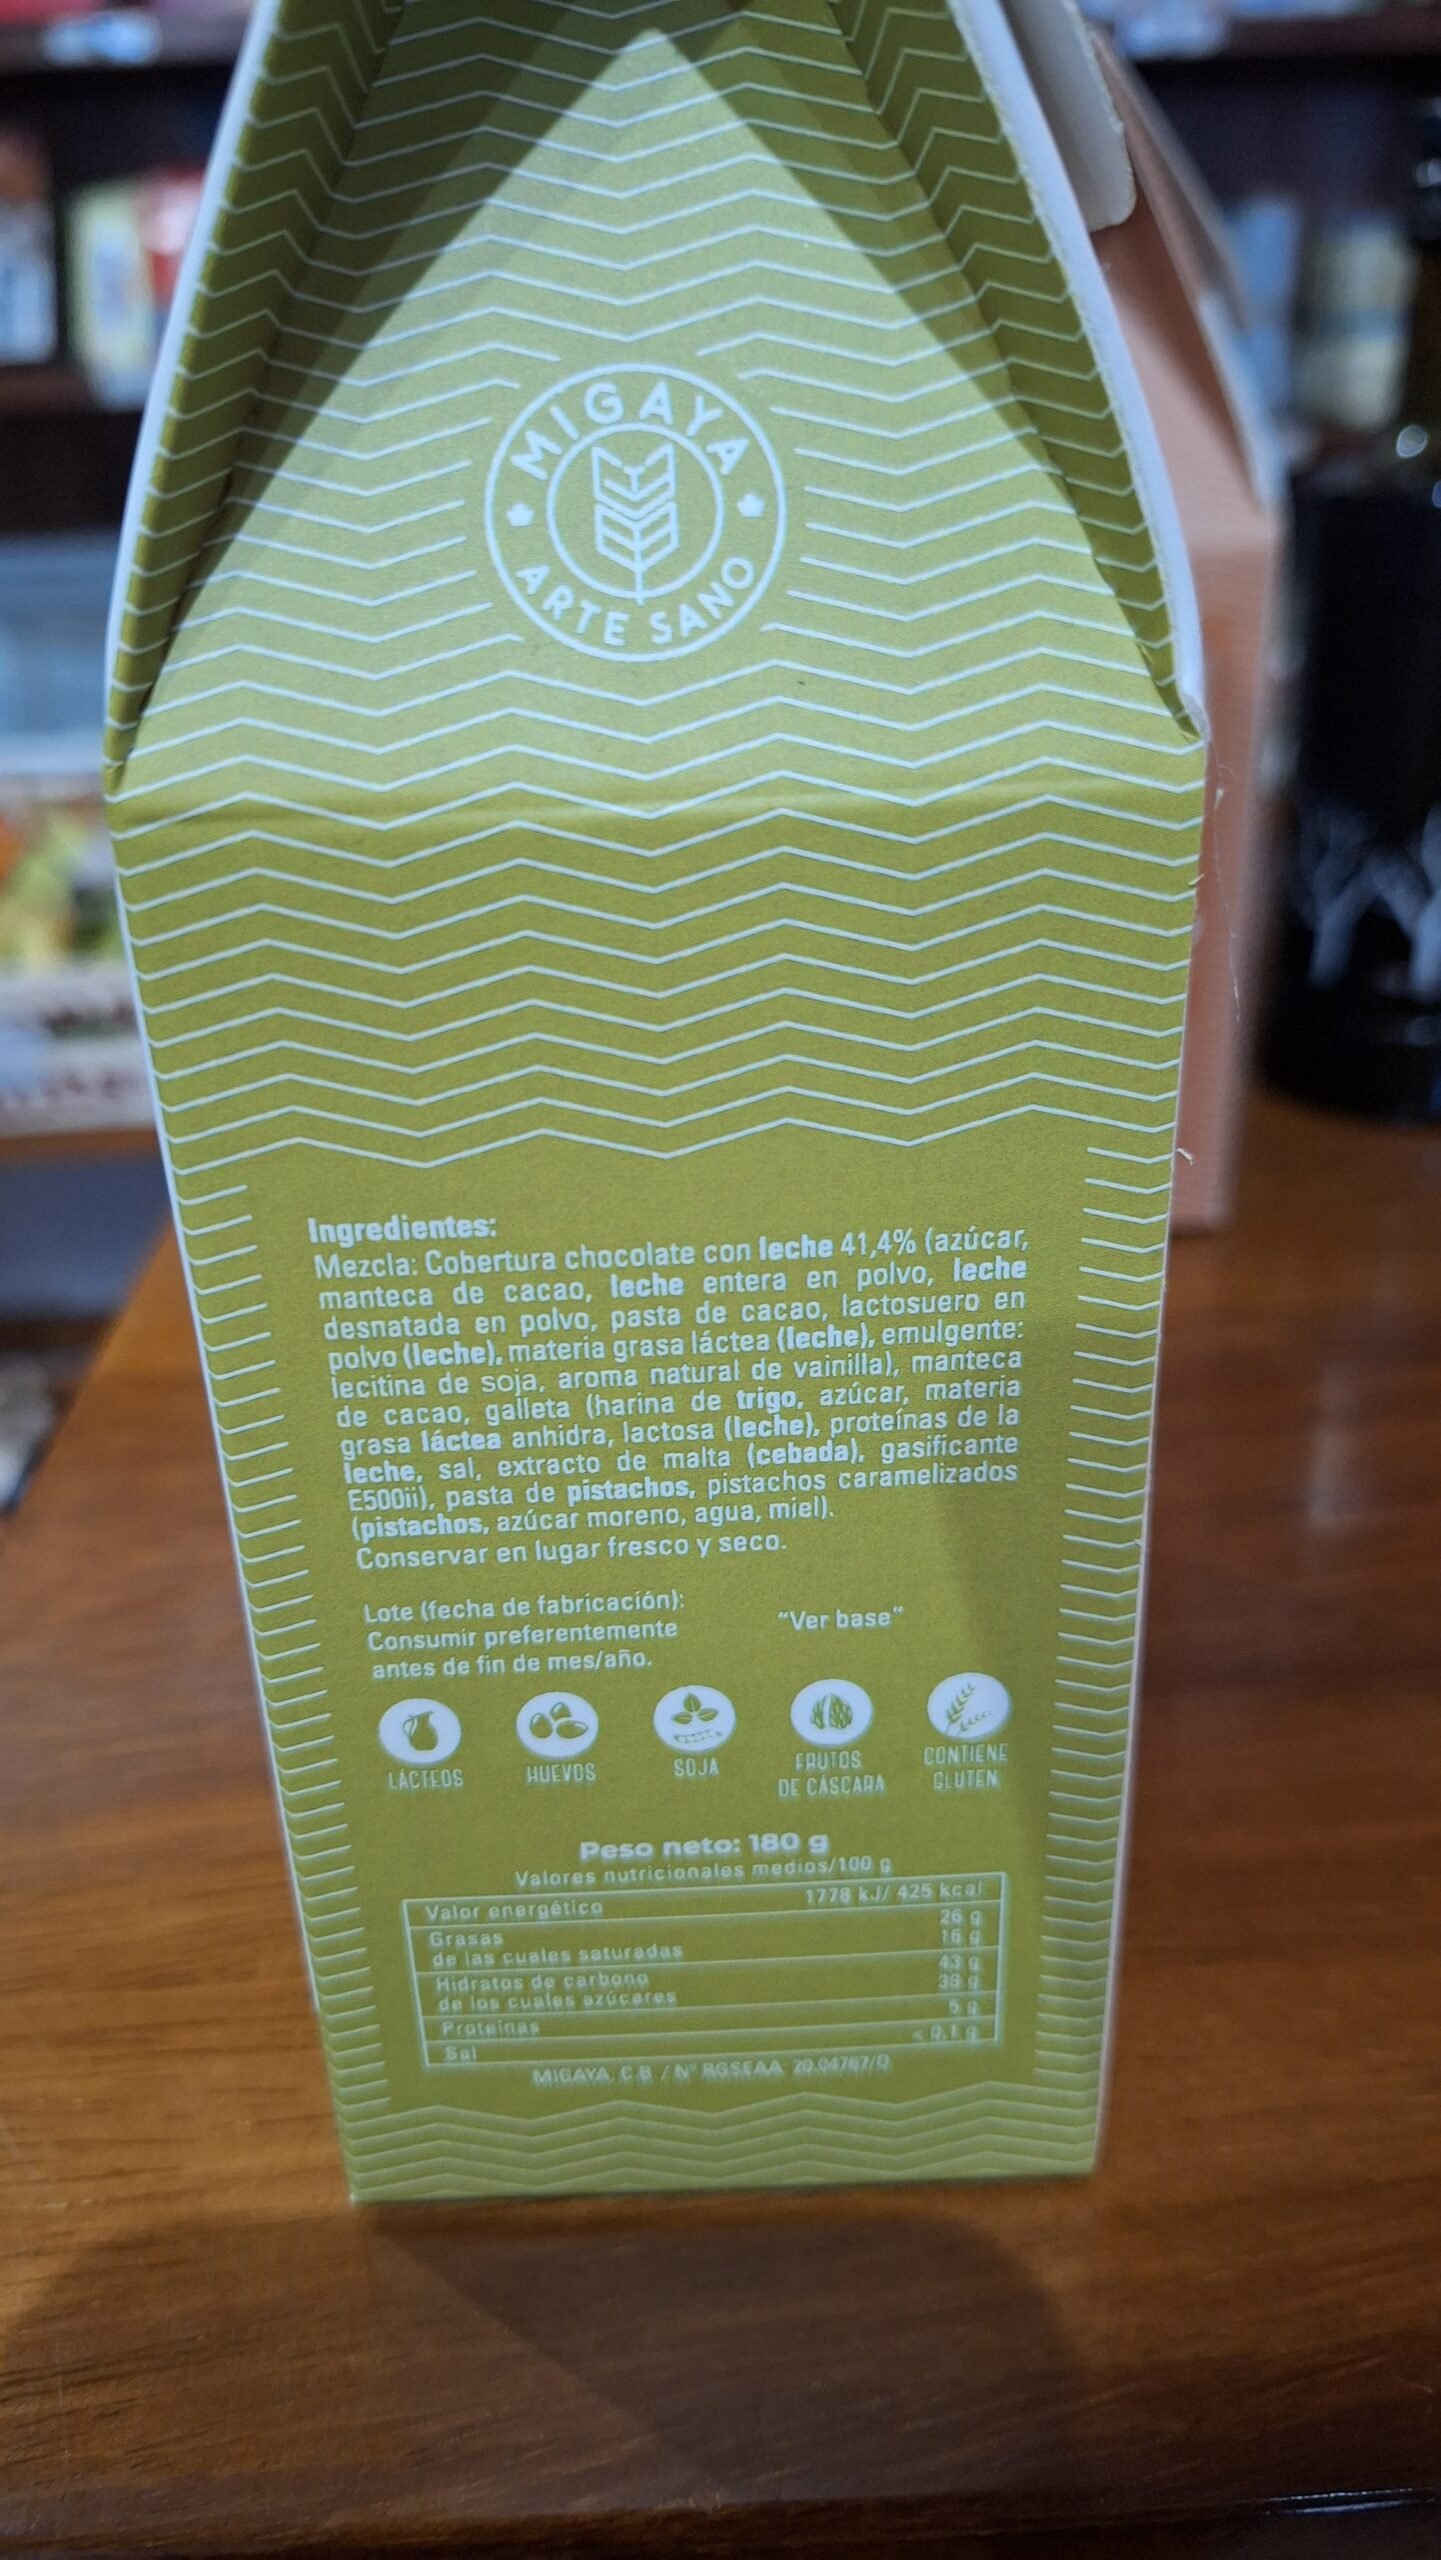 MIGAYA
ARTE SANO
Ingredientes:
Mezcla: Cobertura chocolate con leche 41,4% (azúcar,
manteca de cacao, leche entera en polvo, leche
desnatada en polvo, pasta de cacao, lactosuero en
polvo (leche), materia grasa láctea (leche), emulgente:
lecitina de soja, aroma natural de vainilla), manteca
de cacao, galleta (harina de trigo, azúcar, materia
grasa láctea anhidra, lactosa (leche), proteínas de la
leche, sal, extracto de malta (cebada), gasificante
E500ii), pasta de pistachos, pistachos caramelizados
(pistachos, azúcar moreno, agua, miel).
Conservar en lugar fresco y seco.
Lote (fecha de fabricación):
Consumir preferentemente
antes de fin de mes/año.
"Ver base"
LÁCTEOS
HUEVOS
SOJA
FRUTOS
DE CÁSCARA
CONTIENE
GLUTEN
Peso neto: 180 g
Valores nutricionales medios/100 g
Valor energético 1778 kJ/ 425 kcal
Grasas 26 g
de las cuales saturadas 16 g
Hidratos de carbono 43 g
de los cuales azúcares 39 g
Proteínas 5 g
Sal < 0,1 g
MIGAYA, C.B. / Nº RGSEAA 20.04767/O